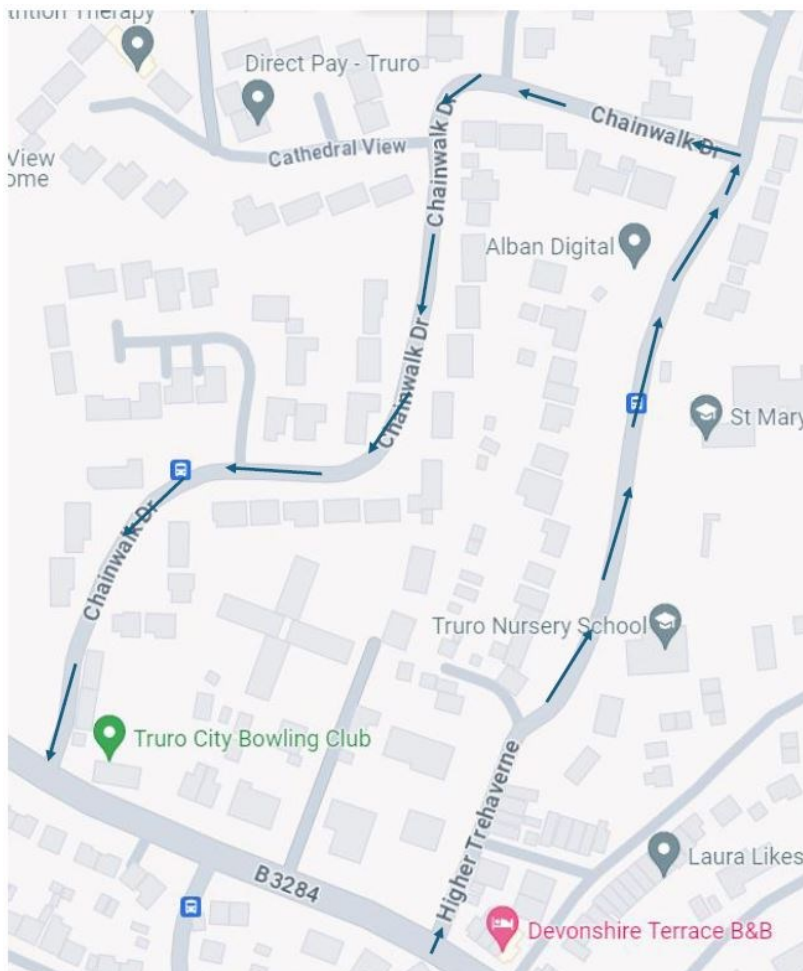 Therapy
Direct Pay - Truro
Chainwalk Dr
Chainwalk Dr
Cathedral View
View
Alban Digital
Chainwalk Dr
St Mary
Chainwalk Dr
Truro Nursery School
Truro City Bowling Club
Higher Trehaverne
Laura Likes
B3284
Devonshire Terrace B&B